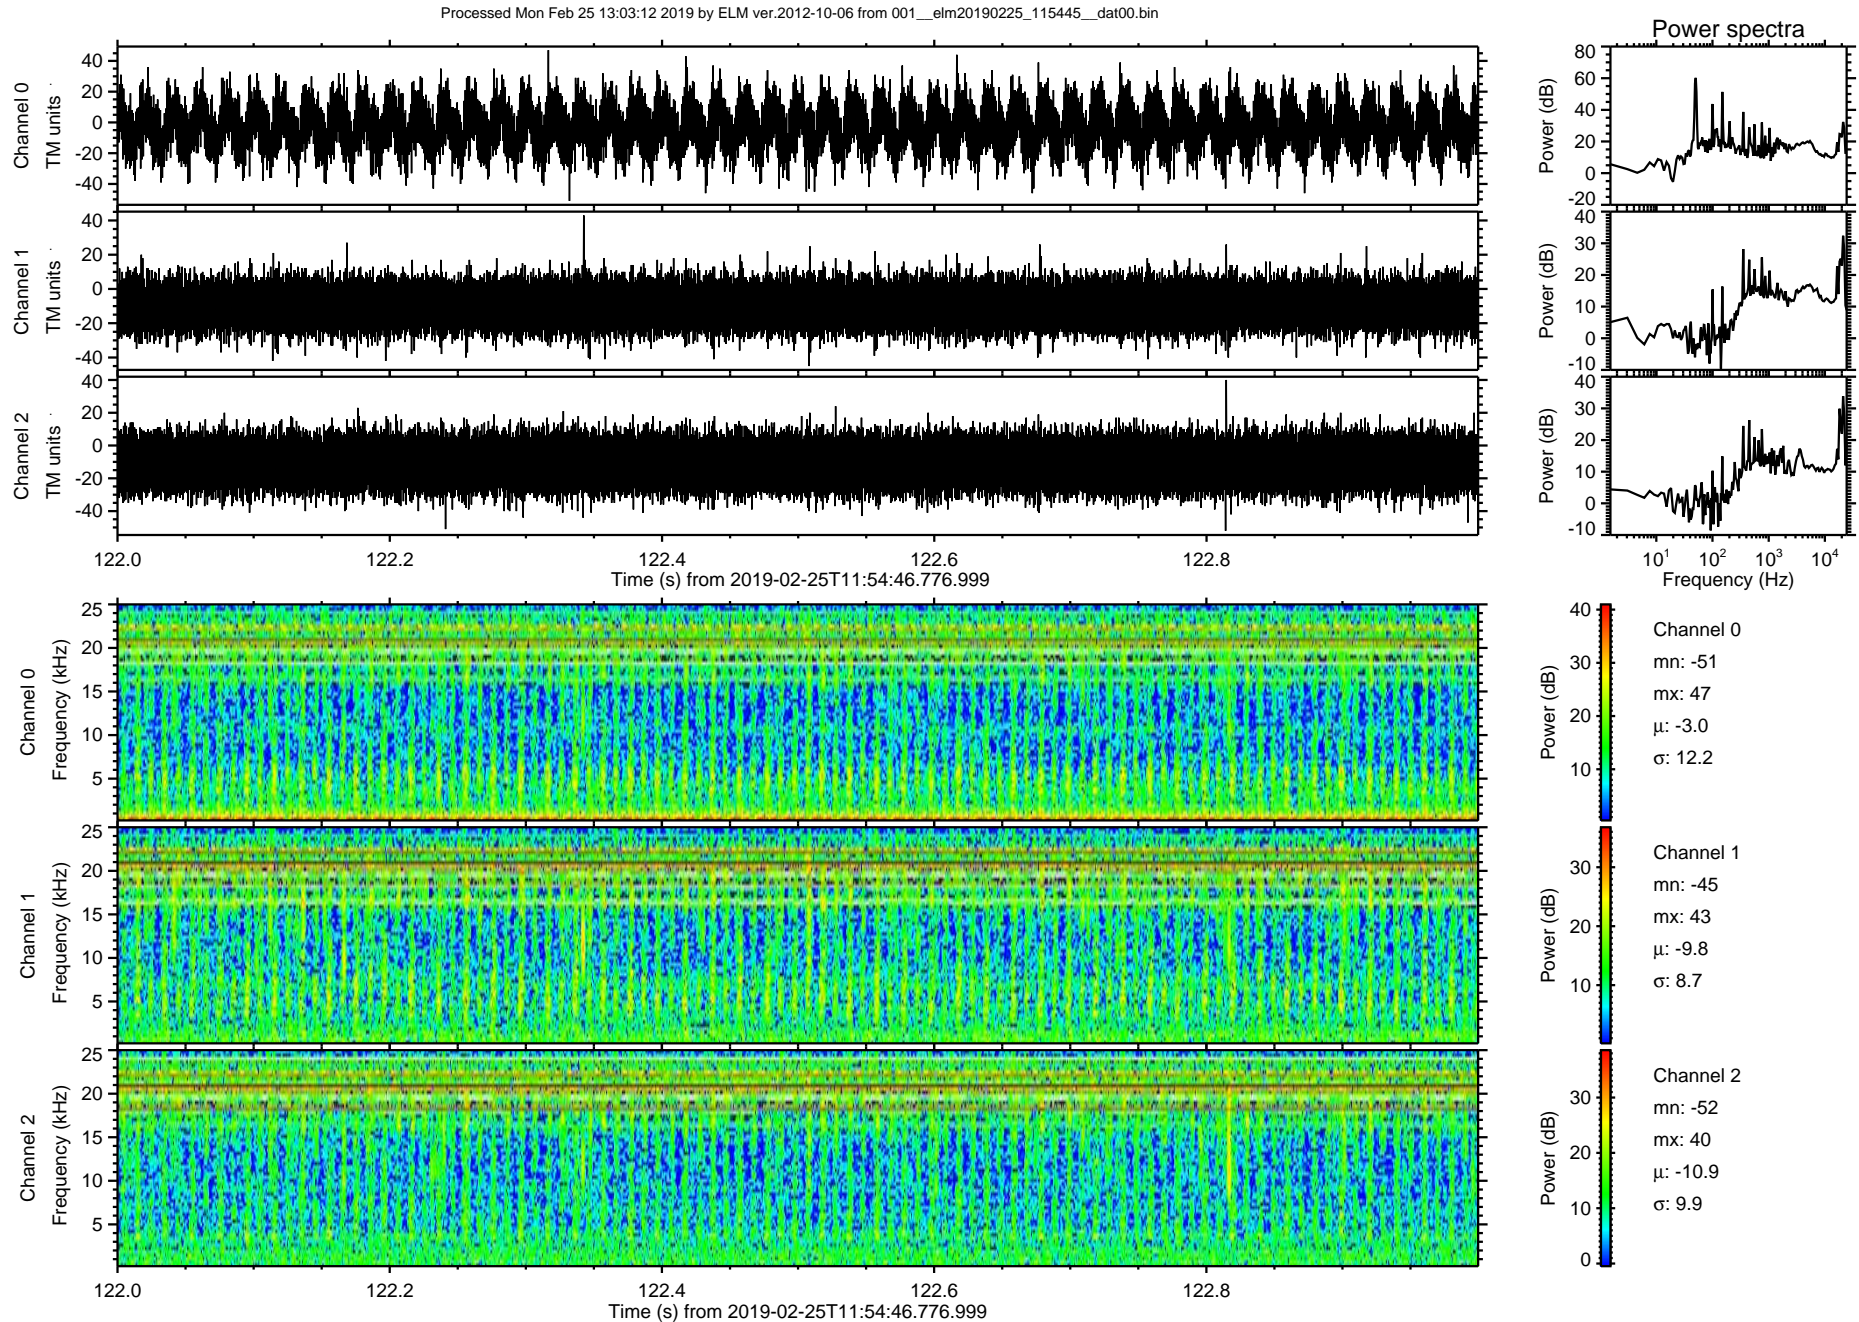 Processed Mon Feb 25 13:03:12 2019 by ELM ver.2012-10-06 from 001__elm20190225_115445__dat00.bin
Power spectra
Channel 0
TM units
40
20
0
-20
-40
Power (dB)
80
60
40
20
0
-20
Channel 1
TM units
40
20
0
-20
-40
Power (dB)
40
30
20
10
0
-10
Channel 2
TM units
40
20
0
-20
-40
Power (dB)
40
30
20
10
0
-10
122.0 122.2 122.4 122.6 122.8
Time (s) from 2019-02-25T11:54:46.776.999
10¹ 10² 10³ 10⁴
Frequency (Hz)
Channel 0
Frequency (kHz)
25
20
15
10
5
Power (dB)
40
30
20
10
Channel 0
mn: -51
mx: 47
μ: -3.0
σ: 12.2
Channel 1
Frequency (kHz)
25
20
15
10
5
Power (dB)
30
20
10
Channel 1
mn: -45
mx: 43
μ: -9.8
σ: 8.7
Channel 2
Frequency (kHz)
25
20
15
10
5
Power (dB)
30
20
10
0
Channel 2
mn: -52
mx: 40
μ: -10.9
σ: 9.9
122.0 122.2 122.4 122.6 122.8
Time (s) from 2019-02-25T11:54:46.776.999